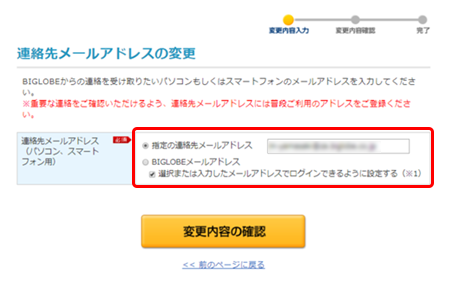 変更内容入力 変更内容確認 完了
連絡先メールアドレスの変更
BIGLOBEからの連絡を受け取りたいパソコンもしくはスマートフォンのメールアドレスを入力してくださ
い。
※重要な連絡をご確認いただけるよう、連絡先メールアドレスには普段ご利用のアドレスをご登録くださ
い。
連絡先メールアドレス 必須
（パソコン、スマート
フォン用）
指定の連絡先メールアドレス
BIGLOBEメールアドレス
選択または入力したメールアドレスでログインできるように設定する（※1）
変更内容の確認
<< 前のページに戻る